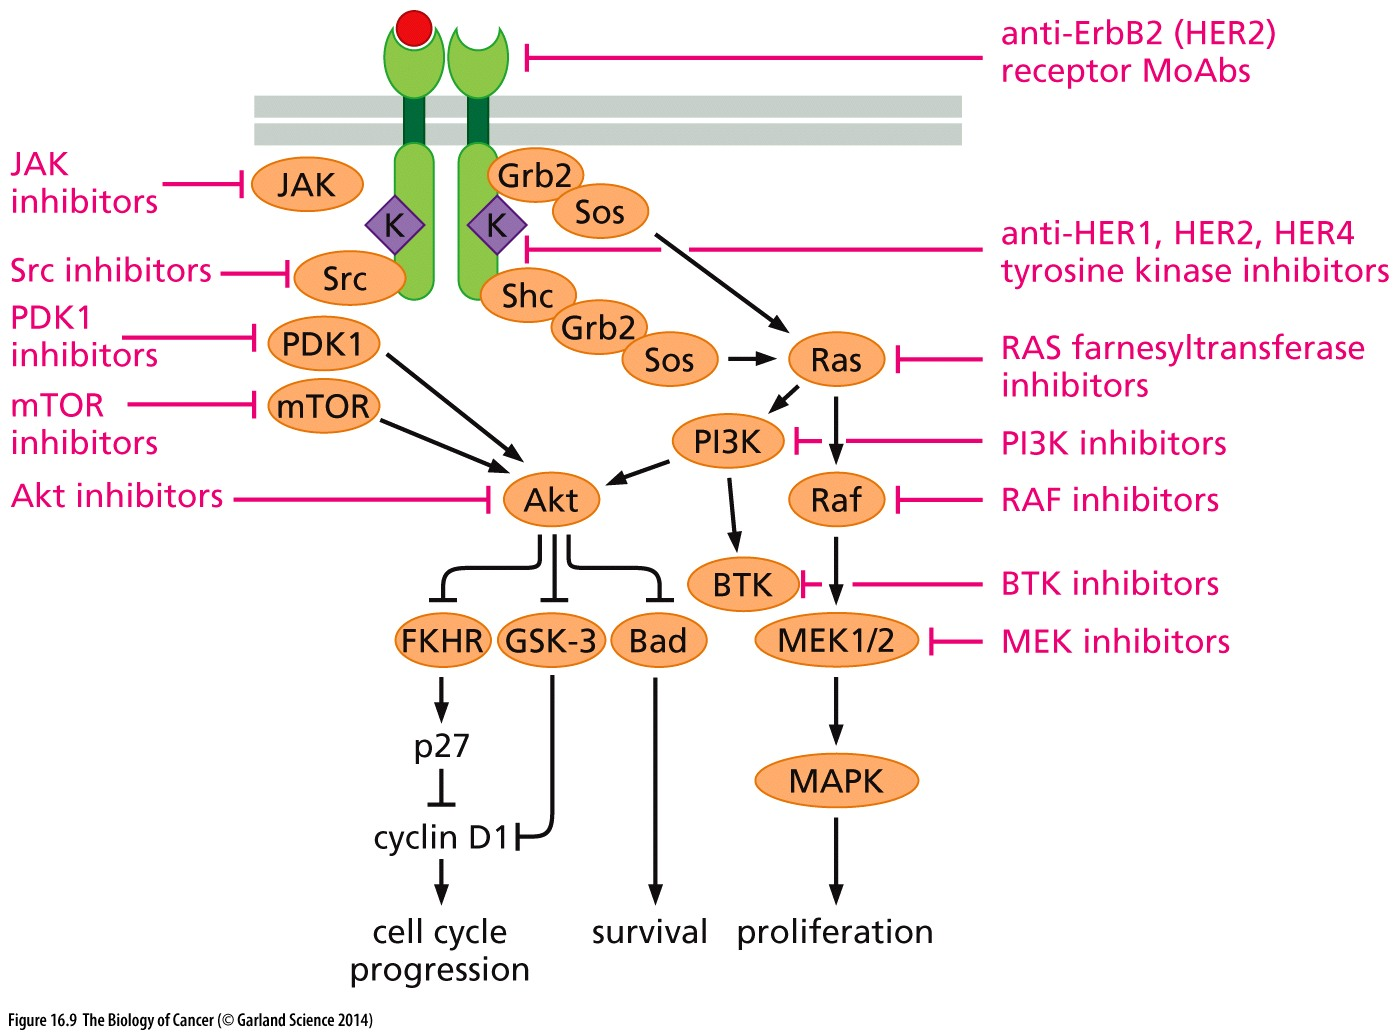 anti-ErbB2 (HER2)
receptor MoAbs
JAK
inhibitors
JAK
Grb2
Sos
K
K
anti-HER1, HER2, HER4
tyrosine kinase inhibitors
Src inhibitors
Src
Shc
Grb2
Sos
PDK1
inhibitors
PDK1
Ras
RAS farnesyltransferase
inhibitors
mTOR
inhibitors
mTOR
PI3K
PI3K inhibitors
Akt inhibitors
Akt
Raf
RAF inhibitors
BTK
BTK inhibitors
FKHR
GSK-3
Bad
MEK1/2
MEK inhibitors
p27
MAPK
cyclin D1
cell cycle
progression
survival
proliferation
Figure 16.9 The Biology of Cancer (© Garland Science 2014)